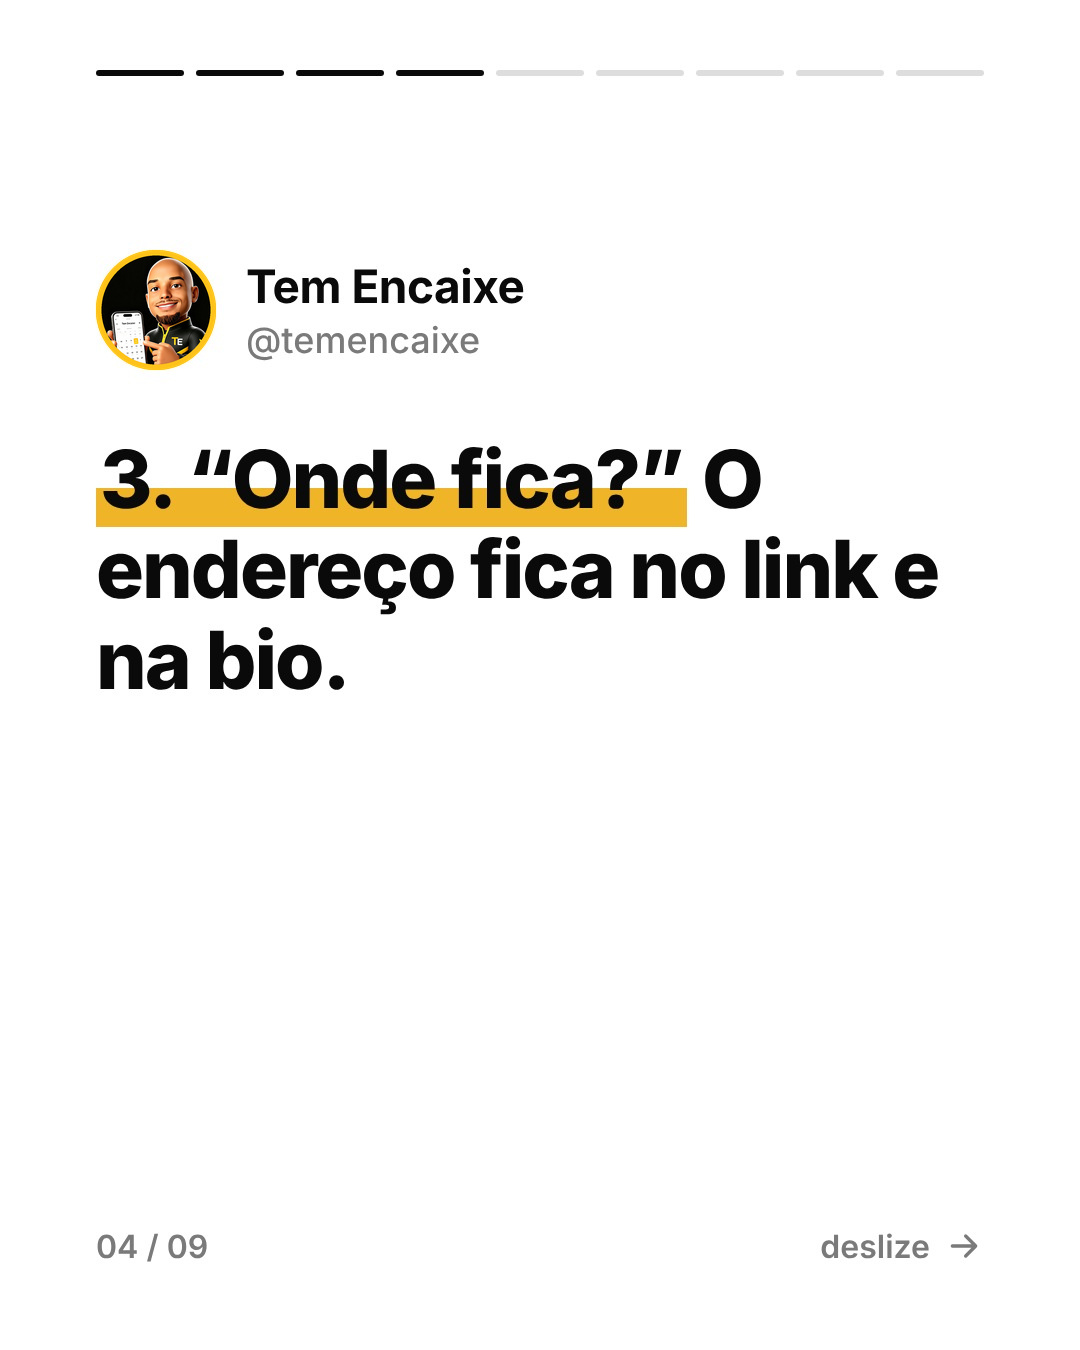 Tem Encaixe
@temencaixe
3. “Onde fica?” O
endereço fica no link e
na bio.
04 / 09
deslize →